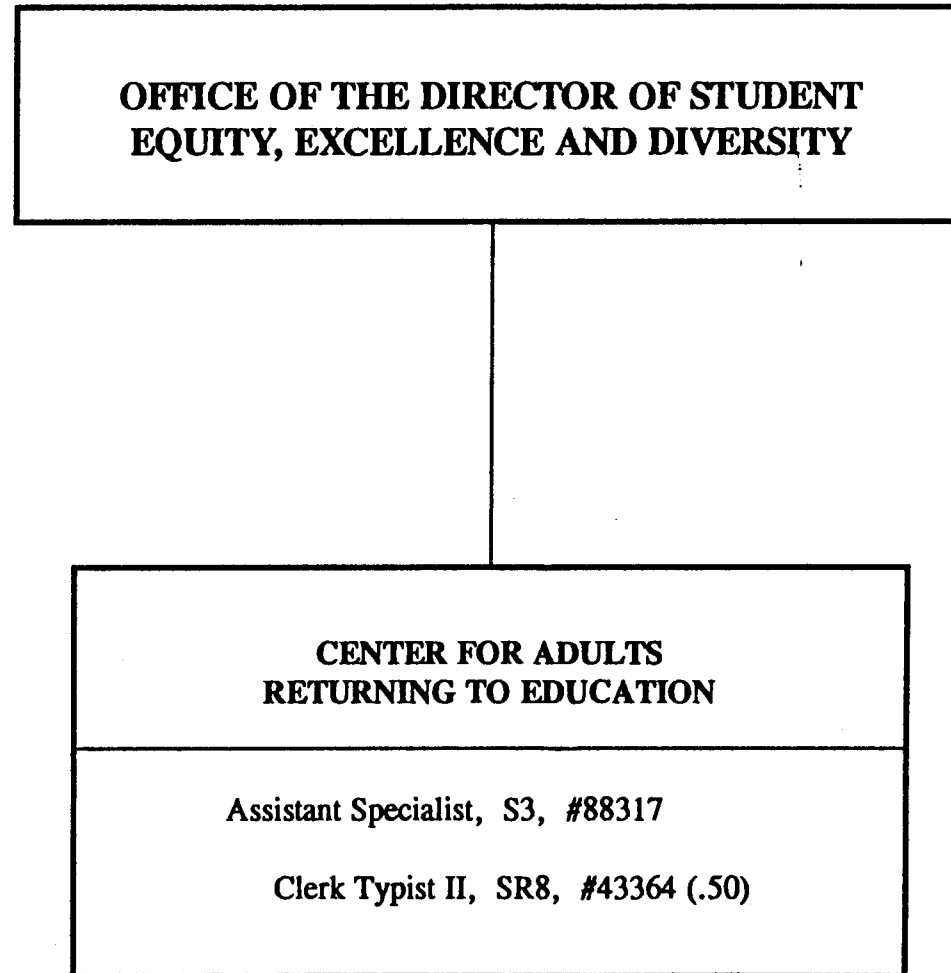 OFFICE OF THE DIRECTOR OF STUDENT
EQUITY, EXCELLENCE AND DIVERSITY
CENTER FOR ADULTS
RETURNING TO EDUCATION
Assistant Specialist, S3, #88317
Clerk Typist II, SR8, #43364 (.50)